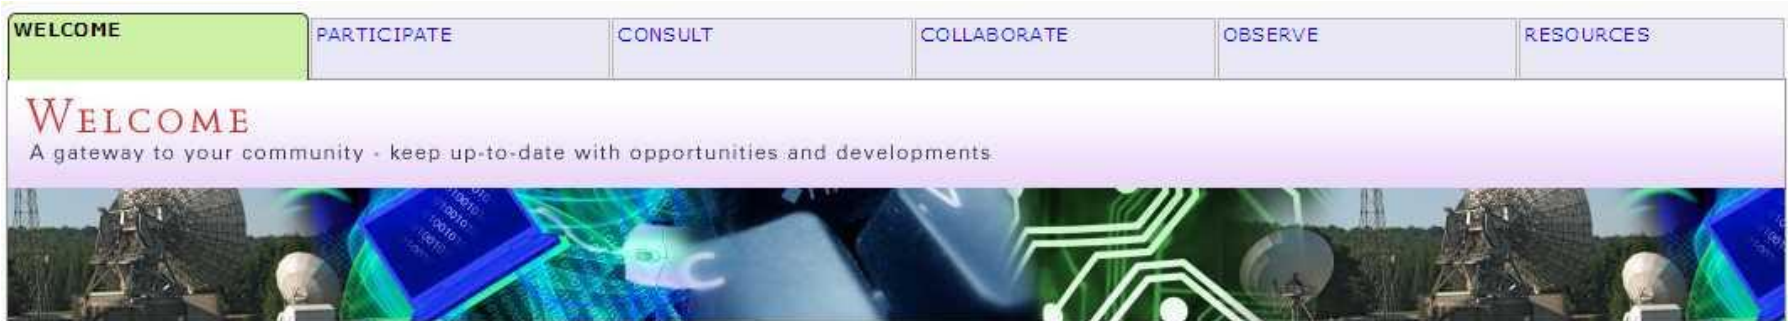 WELCOME PARTICIPATE CONSULT COLLABORATE OBSERVE RESOURCES
WELCOME
A gateway to your community - keep up-to-date with opportunities and developments